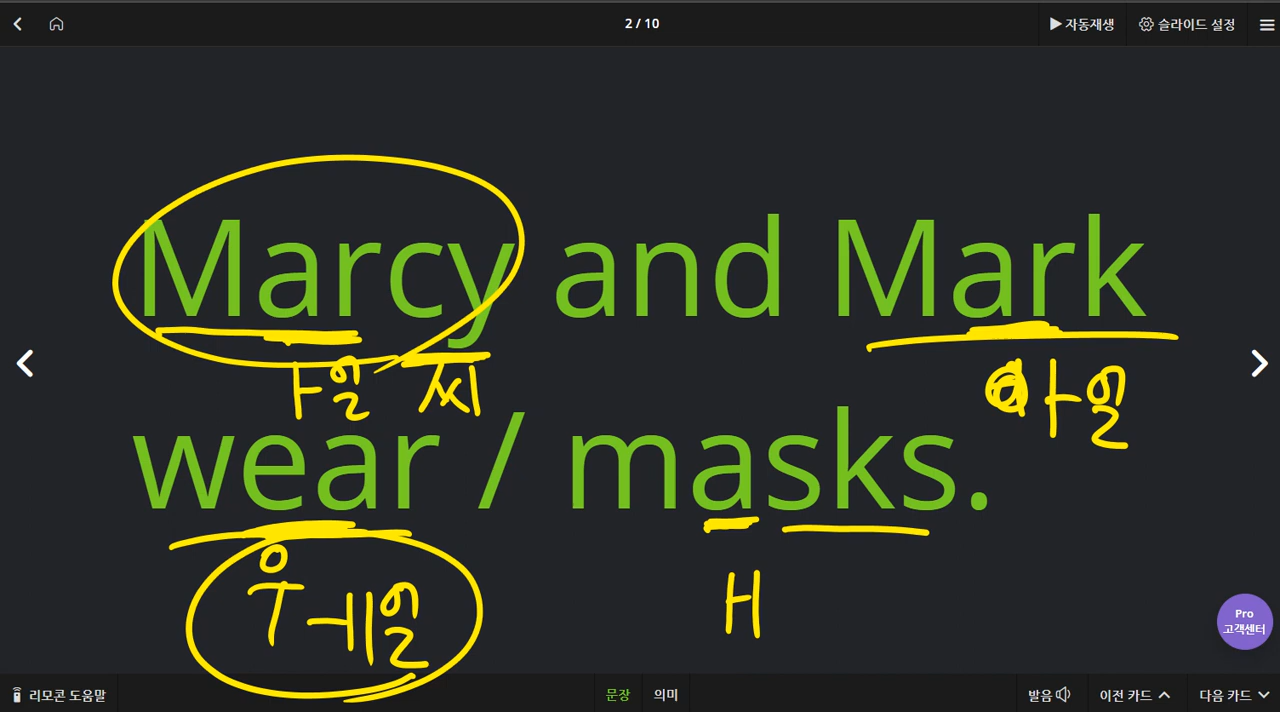 2 / 10
자동재생
슬라이드 설정
Marcy and Mark
ㅏ얼 씨
아얼
wear / masks.
우ㅔ얼
ㅐ
Pro
고객센터
리모콘 도움말
문장
의미
발음
이전 카드
다음 카드